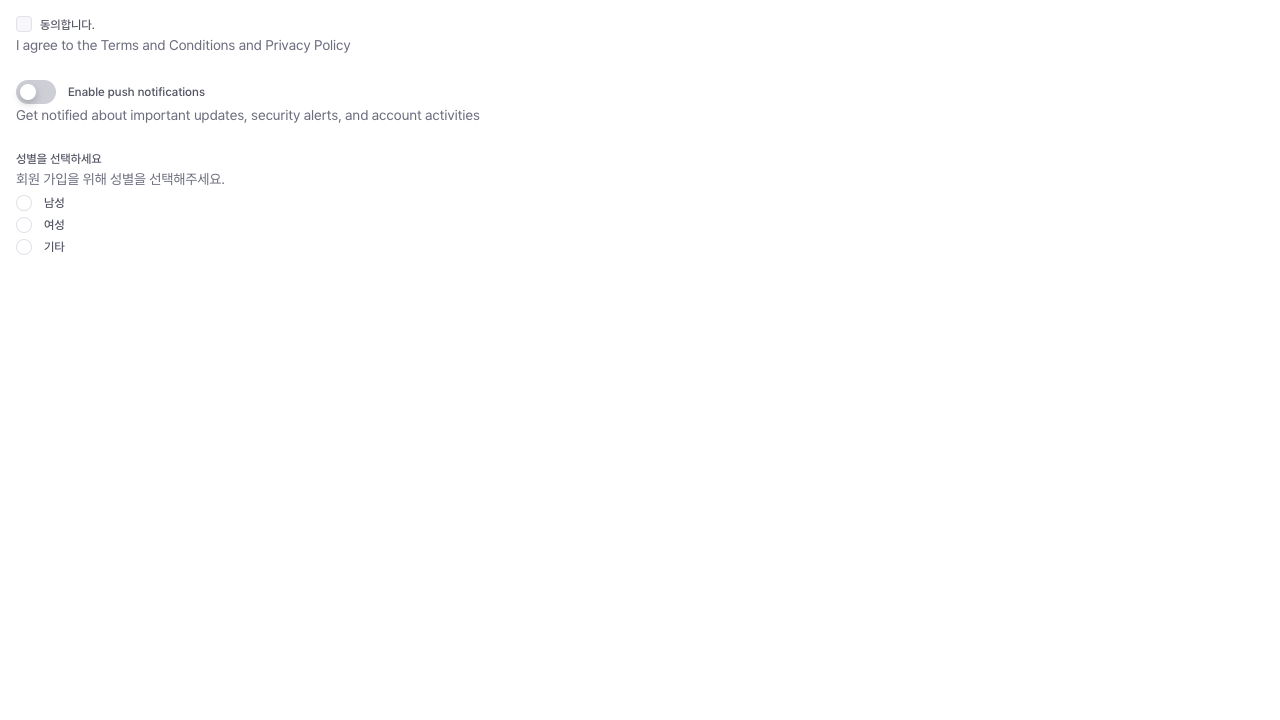 동의합니다.
I agree to the Terms and Conditions and Privacy Policy
Enable push notifications
Get notified about important updates, security alerts, and account activities
성별을 선택하세요
회원 가입을 위해 성별을 선택해주세요.
남성
여성
기타